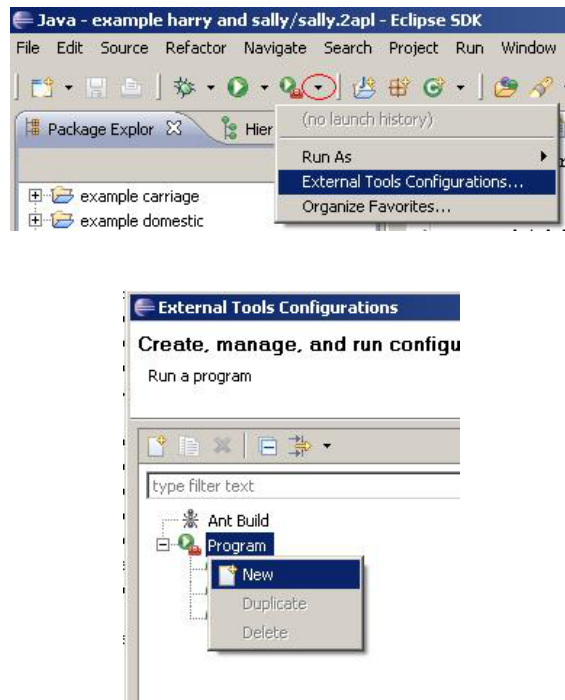 Java - example harry and sally/sally.2apl - Eclipse SDK
File Edit Source Refactor Navigate Search Project Run Window
Package Explor Hier
(no launch history)
Run As
External Tools Configurations...
Organize Favorites...
example carriage
example domestic
External Tools Configurations
Create, manage, and run configu
Run a program
type filter text
Ant Build
Program
New
Duplicate
Delete